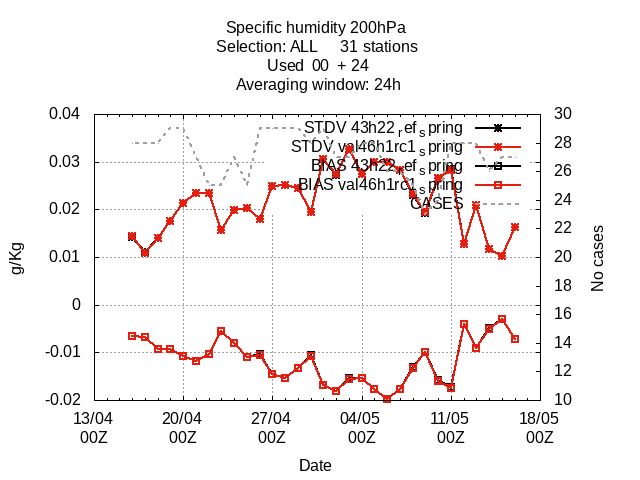 Specific humidity 200hPa
Selection: ALL 31 stations
Used 00 + 24
Averaging window: 24h
0.04
0.03
0.02
0.01
0
-0.01
-0.02
30
28
26
24
22
20
18
16
14
12
10
STDV 43h22_ref_spring
STDV val46h1rc1_spring
BIAS 43h22_ref_spring
BIAS val46h1rc1_spring
CASES
g/Kg
No cases
13/04 20/04 27/04 04/05 11/05 18/05
00Z 00Z 00Z 00Z 00Z 00Z
Date